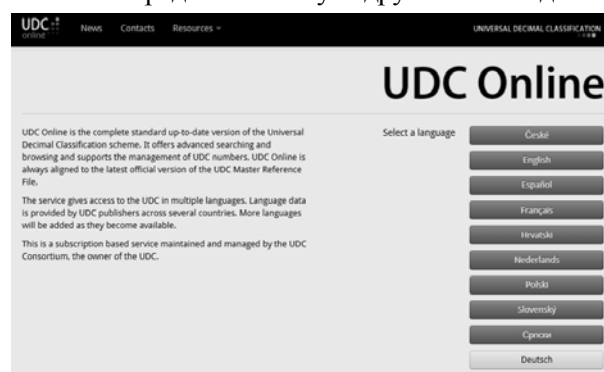 UDC
online
News Contacts Resources
UNIVERSAL DECIMAL CLASSIFICATION
UDC Online
UDC Online is the complete standard up-to-date version of the Universal
Decimal Classification scheme. It offers advanced searching and
browsing and supports the management of UDC numbers. UDC Online is
always aligned to the latest official version of the UDC Master Reference
File.
The service gives access to the UDC in multiple languages. Language data
is provided by UDC publishers across several countries. More languages
will be added as they become available.
This is a subscription based service maintained and managed by the UDC
Consortium, the owner of the UDC.
Select a language
České
English
Español
Français
Hrvatski
Nederlands
Polski
Slovenský
Српски
Deutsch